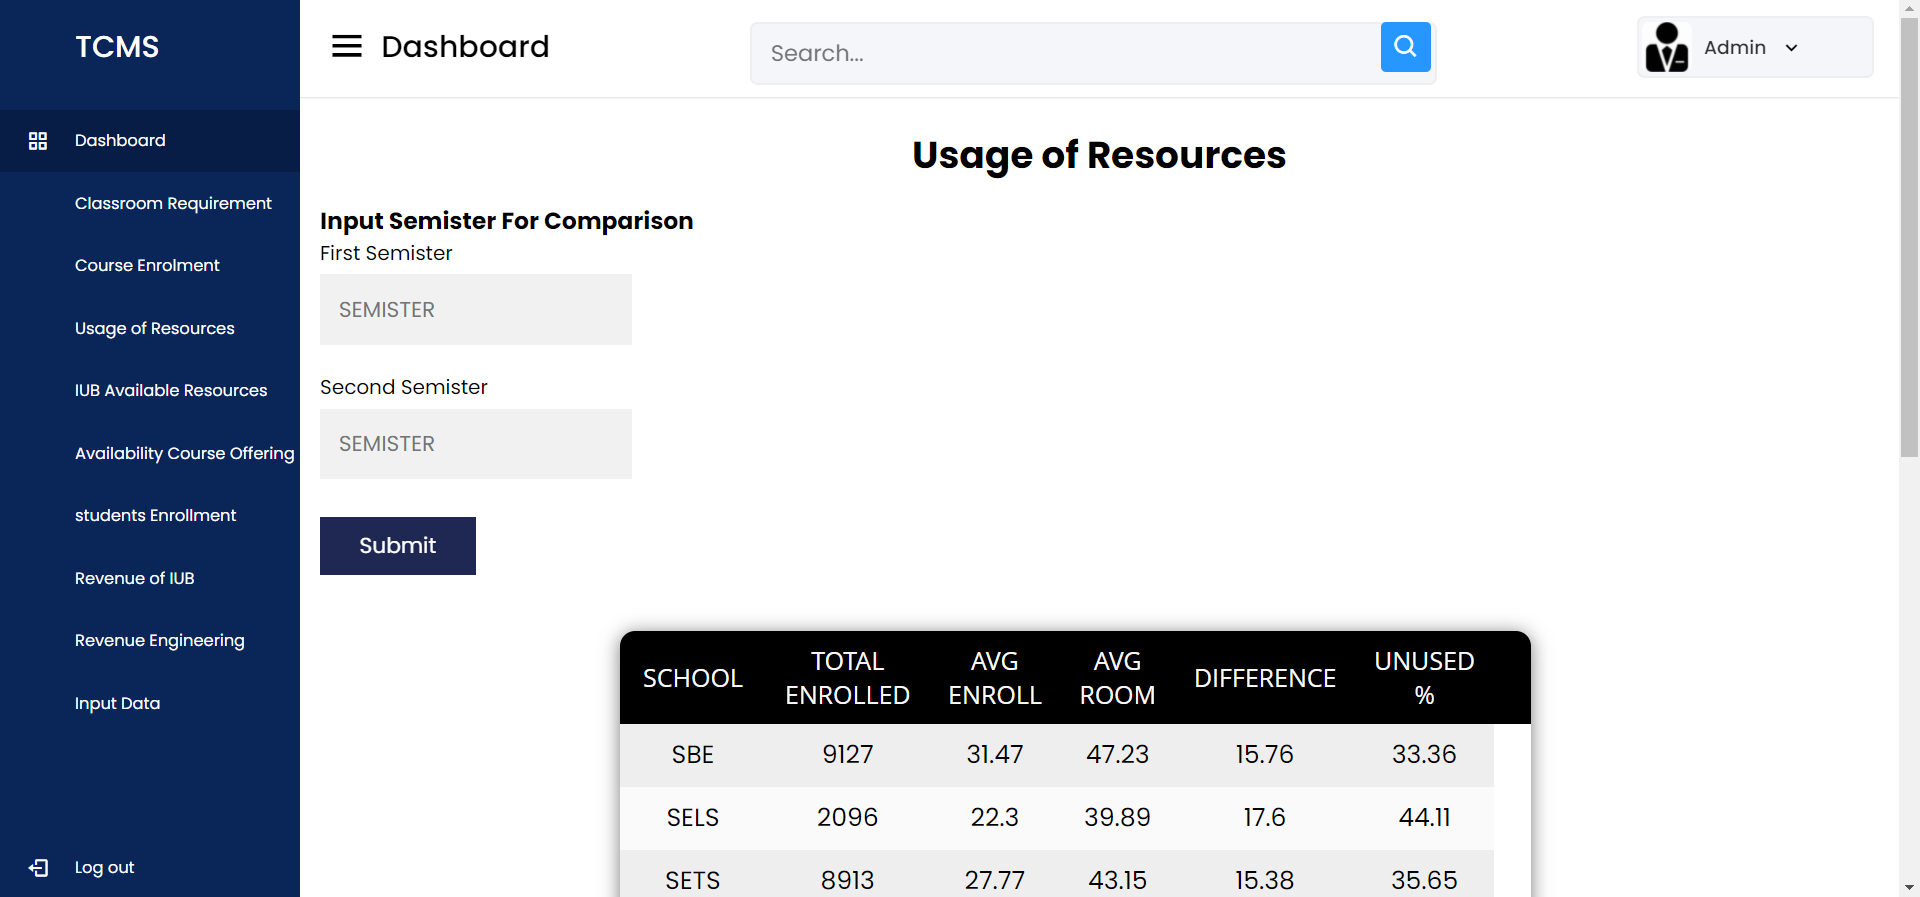 TCMS
Dashboard
Classroom Requirement
Course Enrolment
Usage of Resources
IUB Available Resources
Availability Course Offering
students Enrollment
Revenue of IUB
Revenue Engineering
Input Data
Log out
Dashboard
Search...
Admin
Usage of Resources
Input Semister For Comparison
First Semister
SEMISTER
Second Semister
SEMISTER
Submit
SCHOOL TOTAL ENROLLED AVG ENROLL AVG ROOM DIFFERENCE UNUSED %
SBE 9127 31.47 47.23 15.76 33.36
SELS 2096 22.3 39.89 17.6 44.11
SETS 8913 27.77 43.15 15.38 35.65